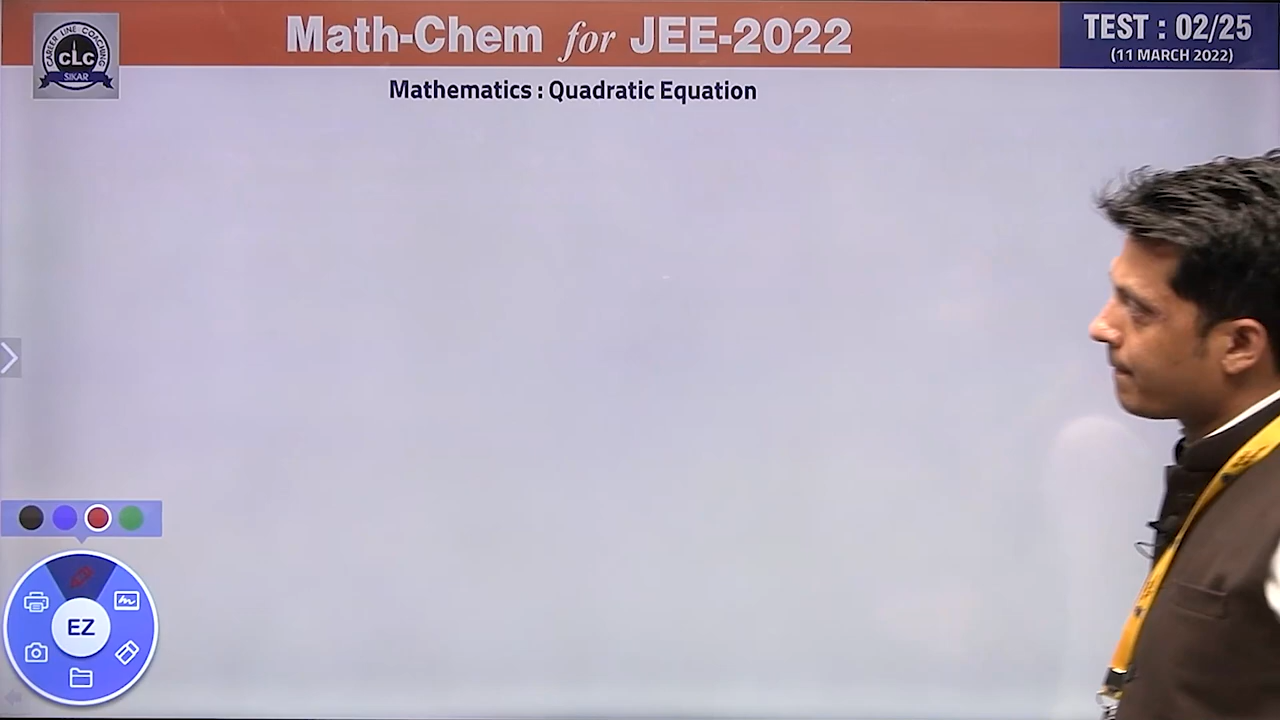 Math-Chem for JEE-2022
TEST : 02/25
(11 MARCH 2022)
CAREER LINE COACHING
CLC
SIKAR
Mathematics : Quadratic Equation
EZ